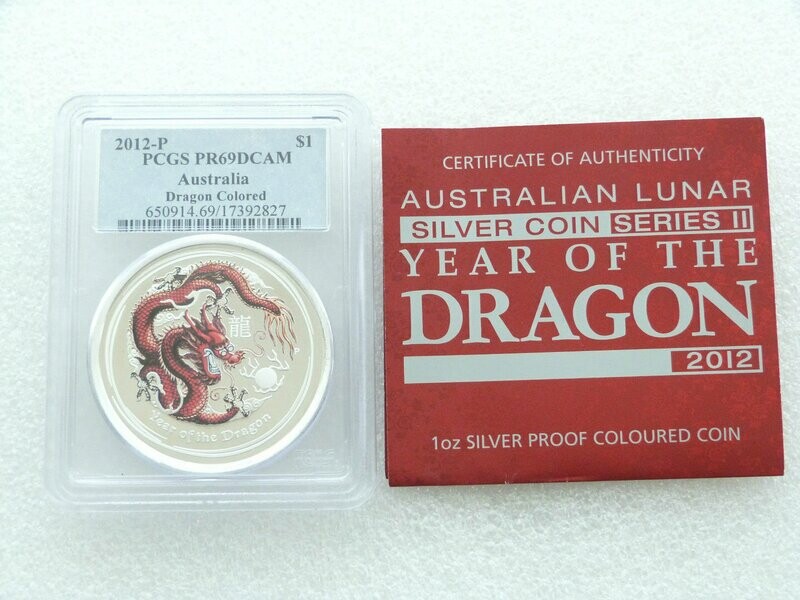 2012-P $1
PCGS PR69DCAM
Australia
Dragon Colored
650914.69/17392827
龍
P
Year of the Dragon
CERTIFICATE OF AUTHENTICITY
AUSTRALIAN LUNAR
SILVER COIN SERIES II
YEAR OF THE
DRAGON
2012
1oz SILVER PROOF COLOURED COIN